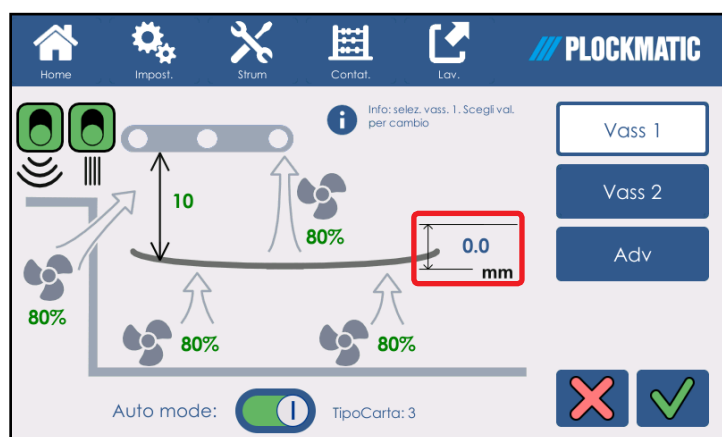 Home
Impost.
Strum
Contat.
Lav.
PLOCKMATIC
Info: selez. vass. 1. Scegli val.
per cambio
Vass 1
Vass 2
Adv
10
80%
0.0
mm
80%
80%
80%
Auto mode:
TipoCarta: 3